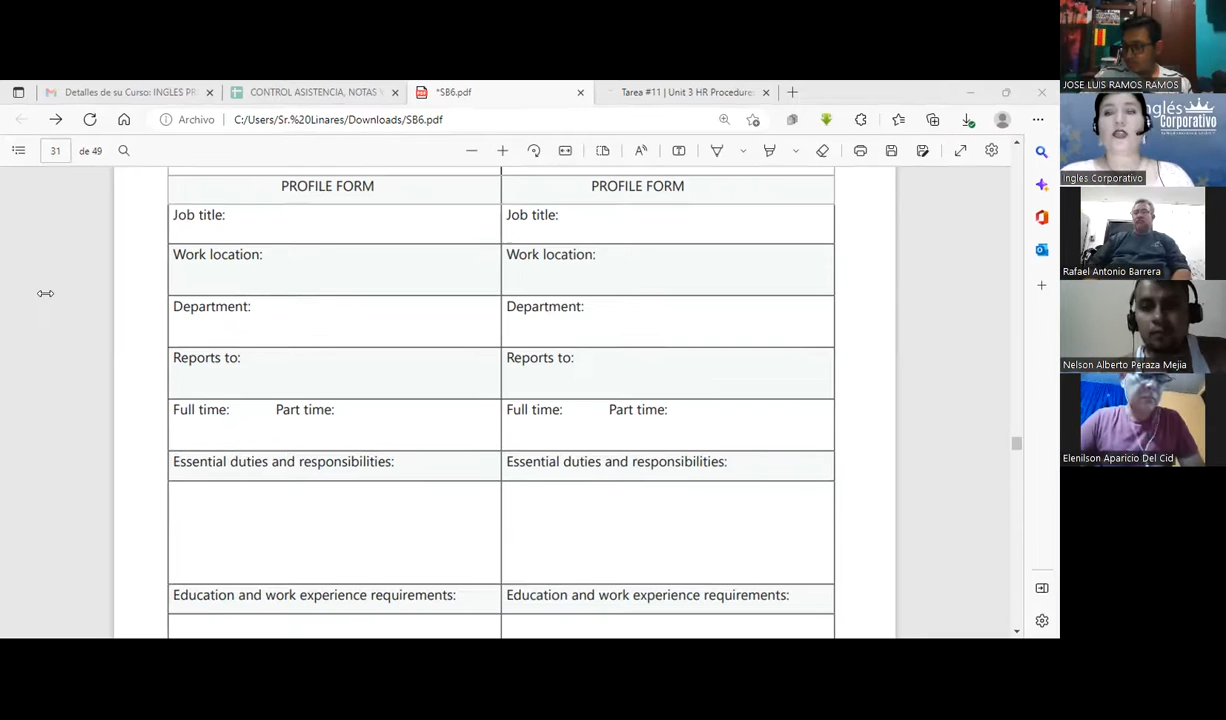 Detalles de su Curso: INGLES PR
CONTROL ASISTENCIA, NOTAS Y
*SB6.pdf
Tarea #11 | Unit 3 HR Procedure
Archivo
C:/Users/Sr.%20Linares/Downloads/SB6.pdf
31
de 49
PROFILE FORM
PROFILE FORM
Job title:
Job title:
Work location:
Work location:
Department:
Department:
Reports to:
Reports to:
Full time: Part time:
Full time: Part time:
Essential duties and responsibilities:
Essential duties and responsibilities:
Education and work experience requirements:
Education and work experience requirements:
JOSE LUIS RAMOS RAMOS
Inglés
Corporativo
Ingles Corporativo
Rafael Antonio Barrera
Nelson Alberto Peraza Mejia
Elenilson Aparicio Del Cid